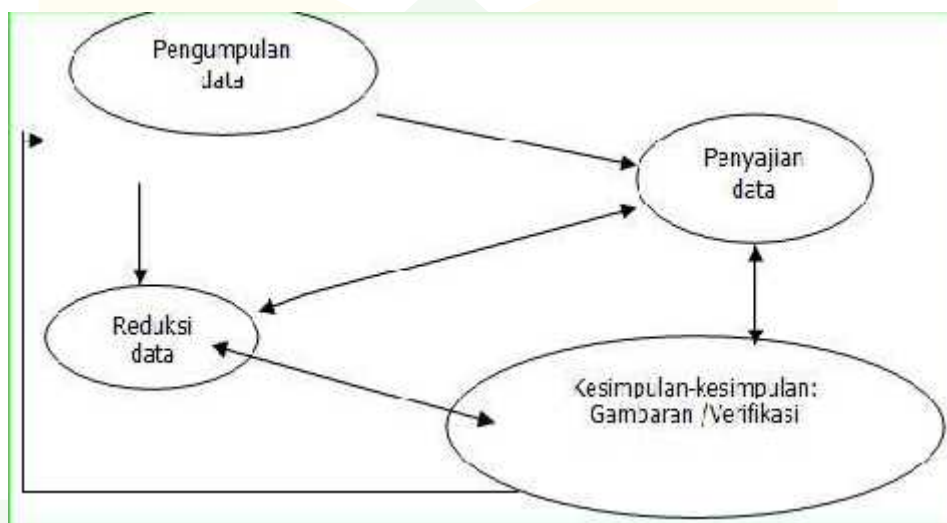 Pengumpulan
data
Penyajian
data
Reduksi
data
Kesimpulan-kesimpulan:
Gambaran /Verifikasi